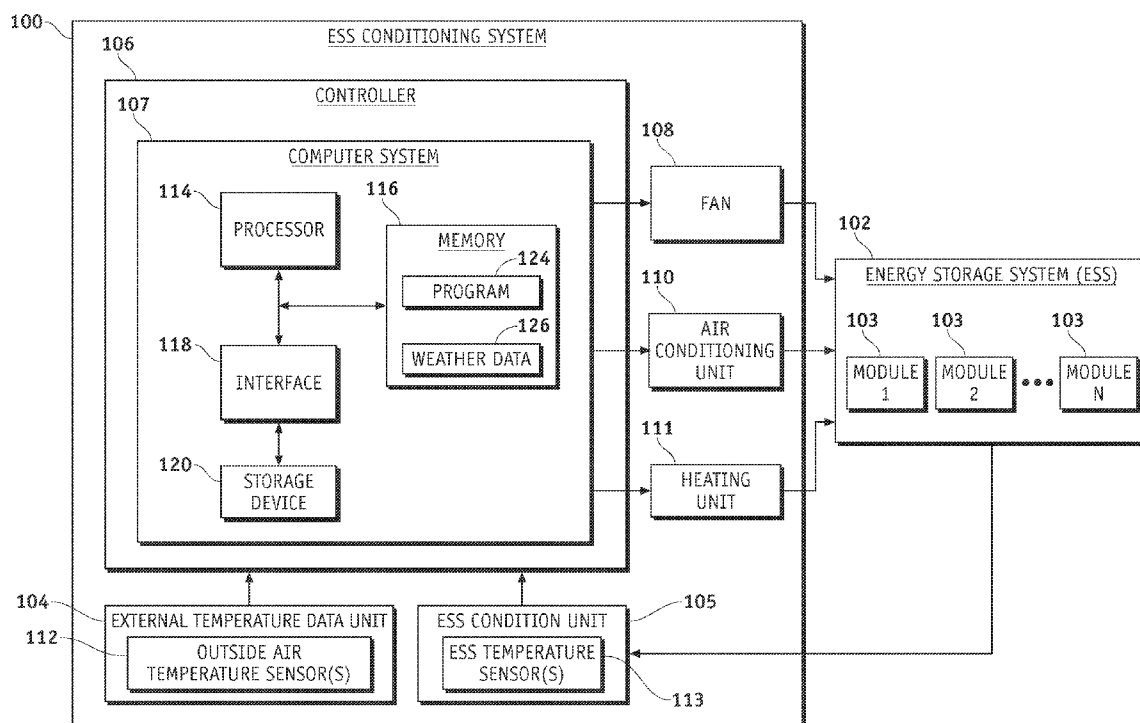 100
ESS CONDITIONING SYSTEM
106
CONTROLLER
107
COMPUTER SYSTEM
108
FAN
114
PROCESSOR
116
MEMORY
124
PROGRAM
126
WEATHER DATA
102
ENERGY STORAGE SYSTEM (ESS)
110
AIR
CONDITIONING
UNIT
103
103
103
MODULE
1
MODULE
2
MODULE
N
118
INTERFACE
111
HEATING
UNIT
120
STORAGE
DEVICE
104
EXTERNAL TEMPERATURE DATA UNIT
112
OUTSIDE AIR
TEMPERATURE SENSOR(S)
ESS CONDITION UNIT
105
ESS TEMPERATURE
SENSOR(S)
113